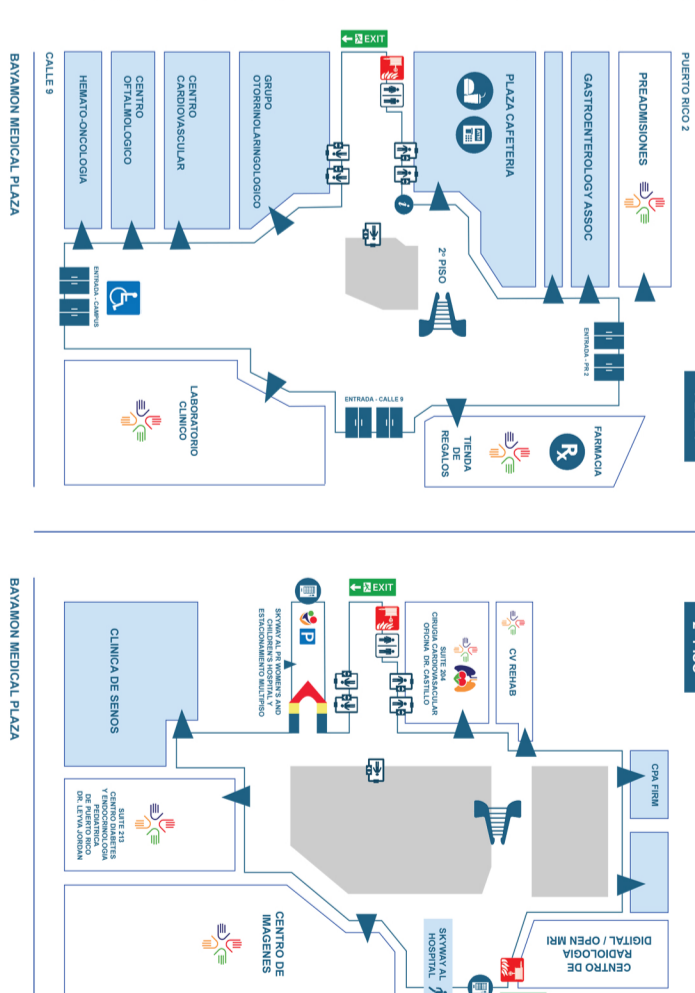 PUERTO RICO 2
CALLE 9
BAYAMON MEDICAL PLAZA
EXIT
PREADMISIONES
GASTROENTEROLOGY ASSOC
PLAZA CAFETERIA
GRUPO
OTORRINOLARINGOLOGICO
CENTRO
CARDIOVASCULAR
CENTRO
OFTALMOLOGICO
HEMATO-ONCOLOGIA
i
2º PISO
ENTRADA - PR 2
ENTRADA - CAMPUS
ENTRADA - CALLE 9
FARMACIA
Rx
TIENDA
DE
REGALOS
LABORATORIO
CLINICO
BAYAMON MEDICAL PLAZA
EXIT
CPA FIRM
CV REHAB
SUITE 204
CIRUGIA CARDIOVASACULAR
OFICINA DR. CASTILLO
P
SKYWAY AL PR WOMEN'S AND
CHILDREN'S HOSPITAL Y
ESTACIONAMIENTO MULTIPISO
CLINICA DE SENOS
SUITE 213
CENTRO DIABETES
Y ENDOCRINOLOGIA
PEDIATRICA
DE PUERTO RICO
DR. LEYVA JORDAN
CENTRO DE
IMAGENES
SKYWAY AL
HOSPITAL
CENTRO DE
RADIOLOGIA
DIGITAL / OPEN MRI